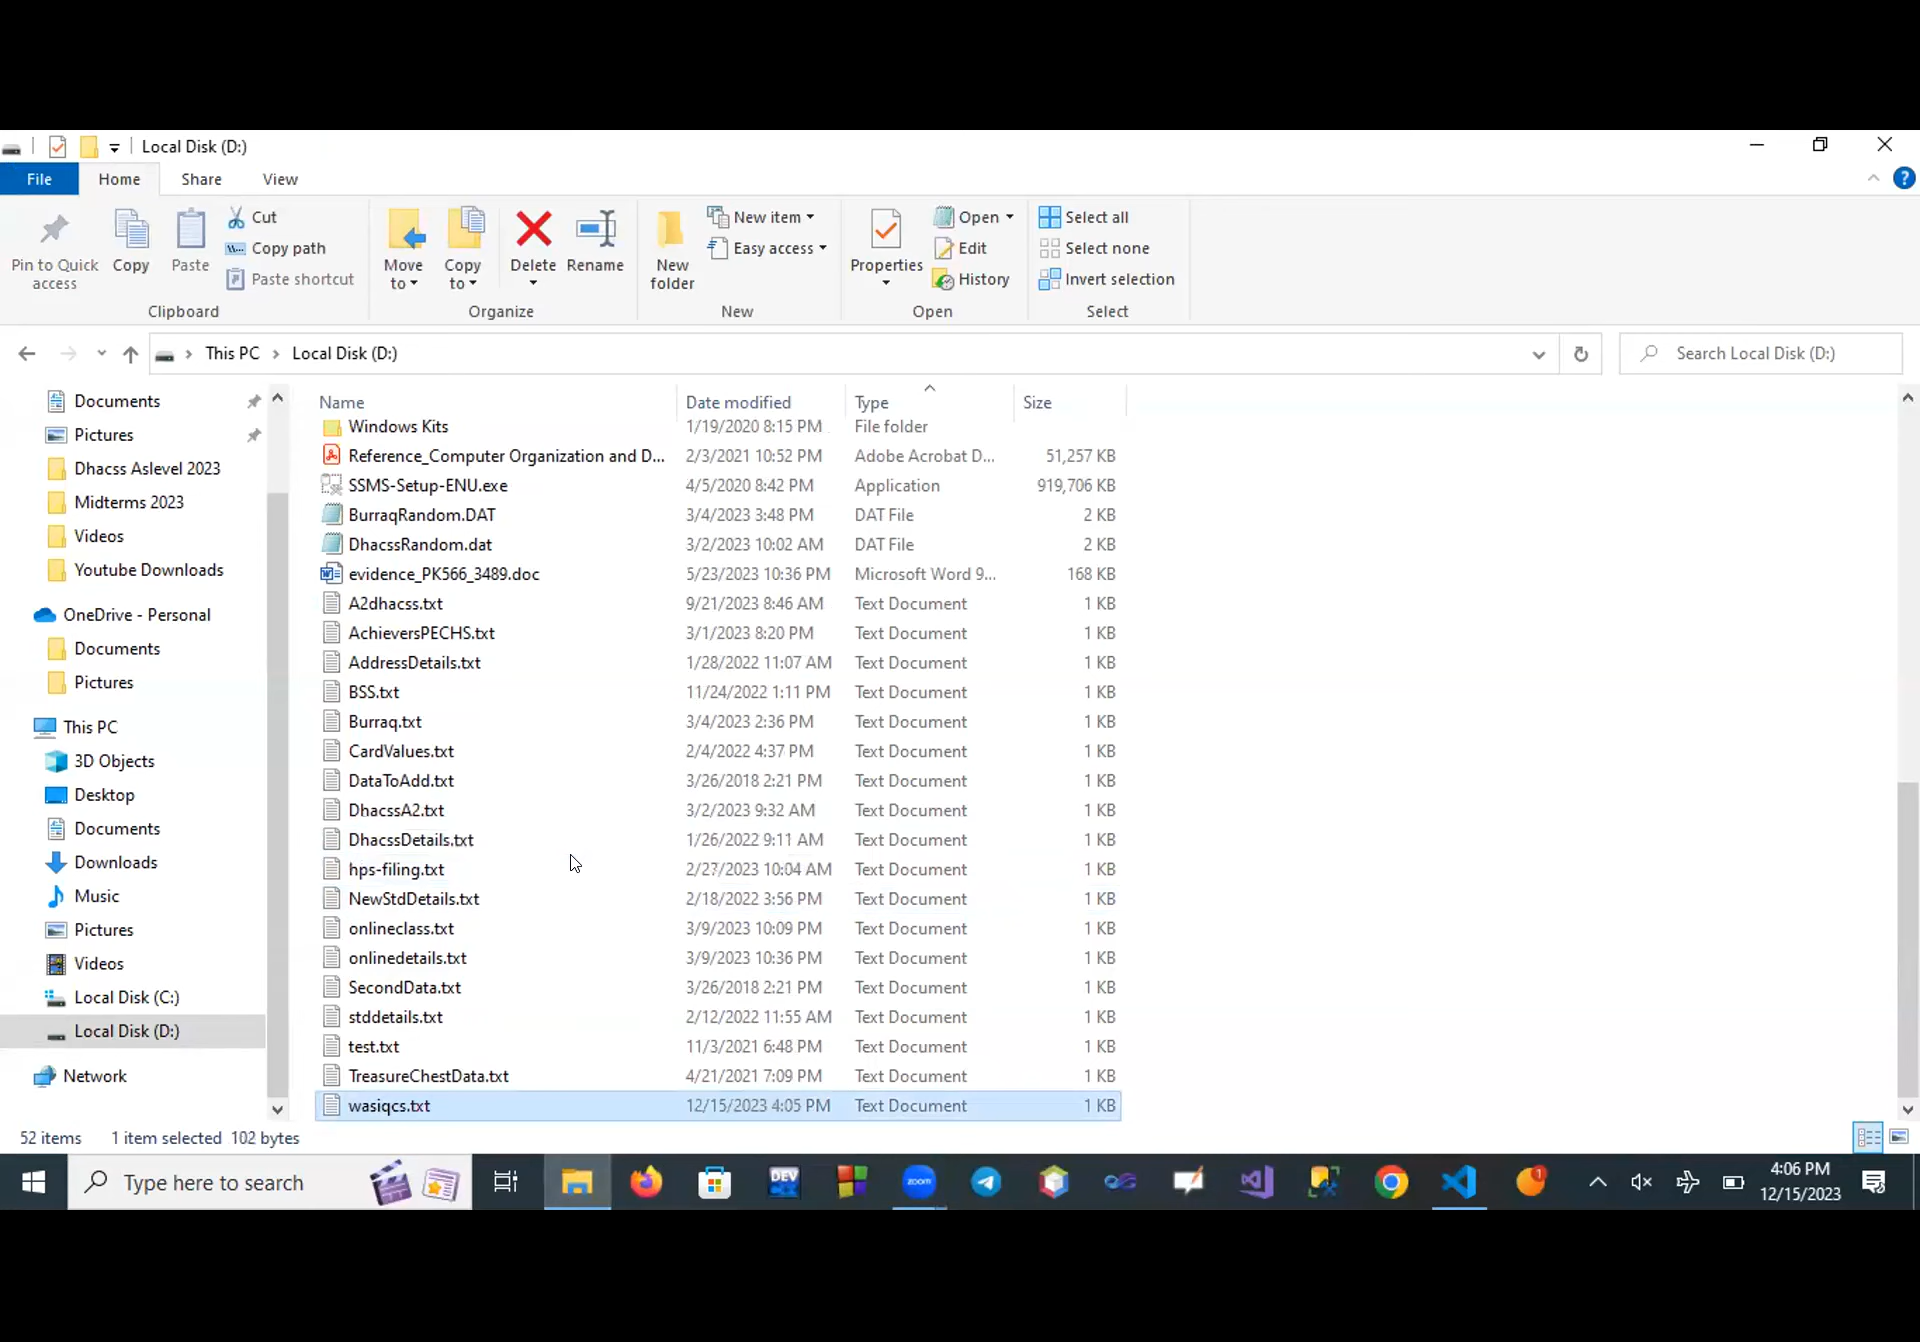 Local Disk (D:)
File Home Share View
Pin to Quick access
Copy
Paste
Cut
Copy path
Paste shortcut
Clipboard
Move to
Copy to
Delete
Rename
Organize
New folder
New item
Easy access
New
Properties
Open
Edit
History
Open
Select all
Select none
Invert selection
Select
This PC > Local Disk (D:)
Search Local Disk (D:)
Documents
Pictures
Dhacss Aslevel 2023
Midterms 2023
Videos
Youtube Downloads
OneDrive - Personal
Documents
Pictures
This PC
3D Objects
Desktop
Documents
Downloads
Music
Pictures
Videos
Local Disk (C:)
Local Disk (D:)
Network
Name Date modified Type Size
Windows Kits 1/19/2020 8:15 PM File folder
Reference_Computer Organization and D... 2/3/2021 10:52 PM Adobe Acrobat D... 51,257 KB
SSMS-Setup-ENU.exe 4/5/2020 8:42 PM Application 919,706 KB
BurraqRandom.DAT 3/4/2023 3:48 PM DAT File 2 KB
DhacssRandom.dat 3/2/2023 10:02 AM DAT File 2 KB
evidence_PK566_3489.doc 5/23/2023 10:36 PM Microsoft Word 9... 168 KB
A2dhacss.txt 9/21/2023 8:46 AM Text Document 1 KB
AchieversPECHS.txt 3/1/2023 8:20 PM Text Document 1 KB
AddressDetails.txt 1/28/2022 11:07 AM Text Document 1 KB
BSS.txt 11/24/2022 1:11 PM Text Document 1 KB
Burraq.txt 3/4/2023 2:36 PM Text Document 1 KB
CardValues.txt 2/4/2022 4:37 PM Text Document 1 KB
DataToAdd.txt 3/26/2018 2:21 PM Text Document 1 KB
DhacssA2.txt 3/2/2023 9:32 AM Text Document 1 KB
DhacssDetails.txt 1/26/2022 9:11 AM Text Document 1 KB
hps-filing.txt 2/27/2023 10:04 AM Text Document 1 KB
NewStdDetails.txt 2/18/2022 3:56 PM Text Document 1 KB
onlineclass.txt 3/9/2023 10:09 PM Text Document 1 KB
onlinedetails.txt 3/9/2023 10:36 PM Text Document 1 KB
SecondData.txt 3/26/2018 2:21 PM Text Document 1 KB
stddetails.txt 2/12/2022 11:55 AM Text Document 1 KB
test.txt 11/3/2021 6:48 PM Text Document 1 KB
TreasureChestData.txt 4/21/2021 7:09 PM Text Document 1 KB
wasiqcs.txt 12/15/2023 4:05 PM Text Document 1 KB
52 items 1 item selected 102 bytes
Type here to search
DEV
zoom
1
4:06 PM
12/15/2023